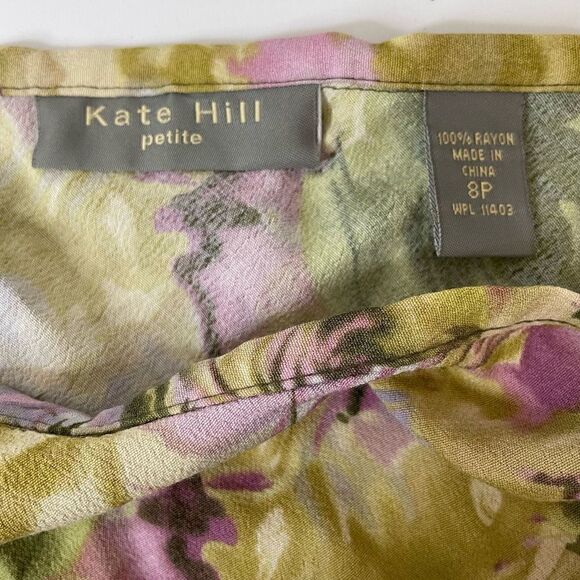 Kate Hill
petite
100% RAYON
MADE IN
CHINA
8P
WPL 11403